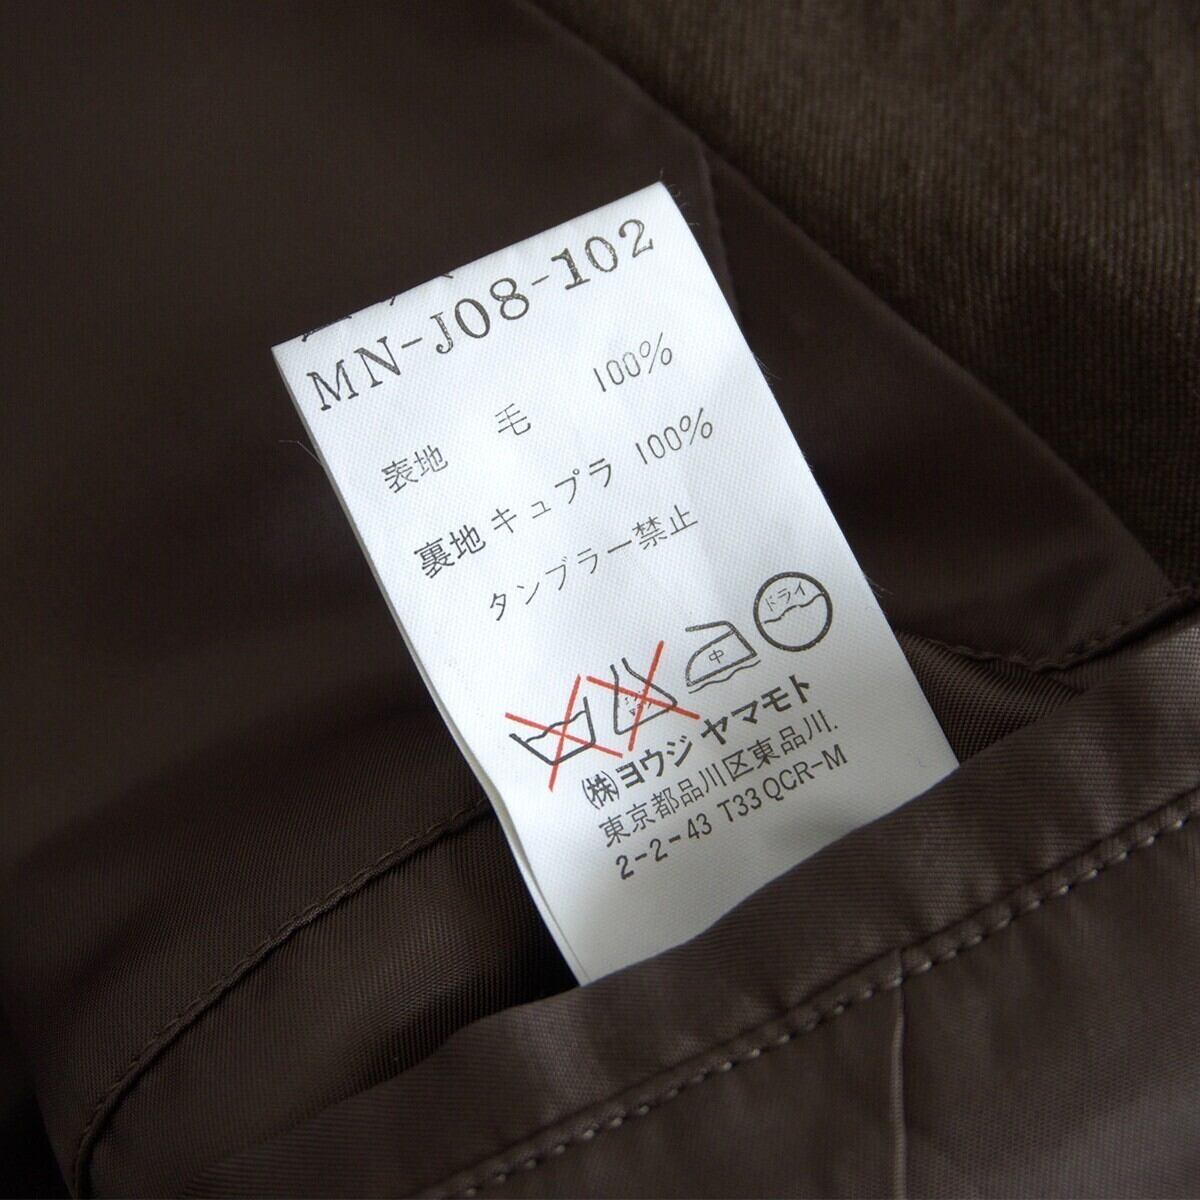 MN-J08-102
表地 毛 100%
裏地 キュプラ 100%
タンブラー禁止
中
ドライ
(株)ヨウジ ヤマモト
東京都品川区東品川.
2-2-43 T33 QCR-M